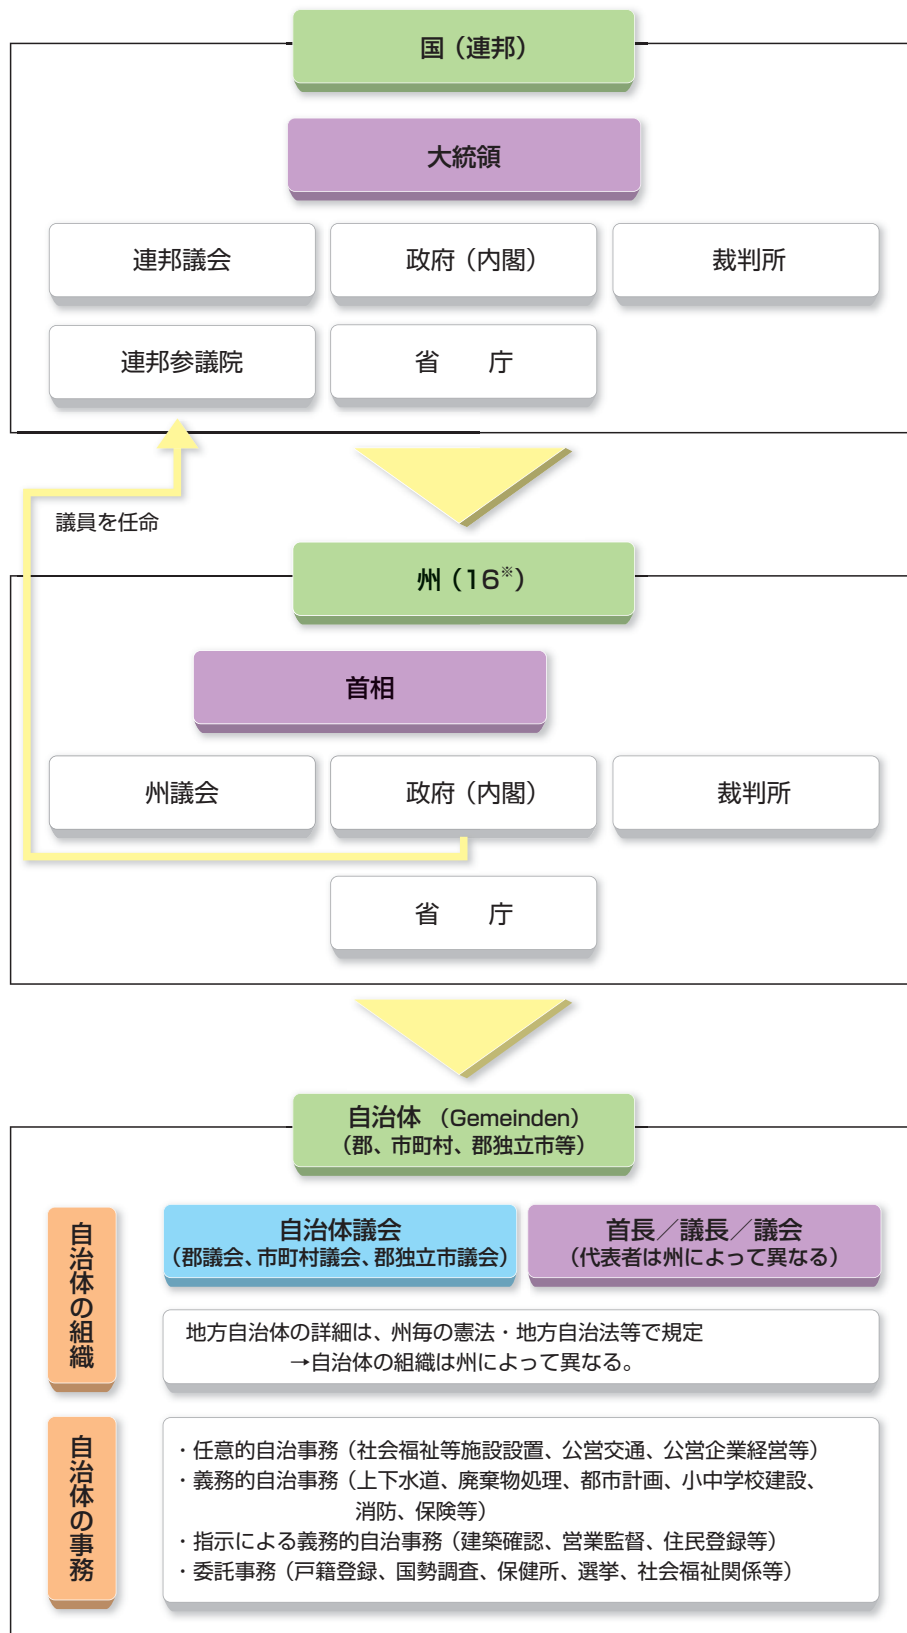 国（連邦）
大統領
連邦議会
政府（内閣）
裁判所
連邦参議院
省　庁
議員を任命
州（16※）
首相
州議会
政府（内閣）
裁判所
省　庁
自治体（Gemeinden）
（郡、市町村、郡独立市等）
自治体の組織
自治体議会
（郡議会、市町村議会、郡独立市議会）
首長／議長／議会
（代表者は州によって異なる）
地方自治体の詳細は、州毎の憲法・地方自治法等で規定
→自治体の組織は州によって異なる。
自治体の事務
・任意的自治事務（社会福祉等施設設置、公営交通、公営企業経営等）
・義務的自治事務（上下水道、廃棄物処理、都市計画、小中学校建設、
消防、保険等）
・指示による義務的自治事務（建築確認、営業監督、住民登録等）
・委託事務（戸籍登録、国勢調査、保健所、選挙、社会福祉関係等）